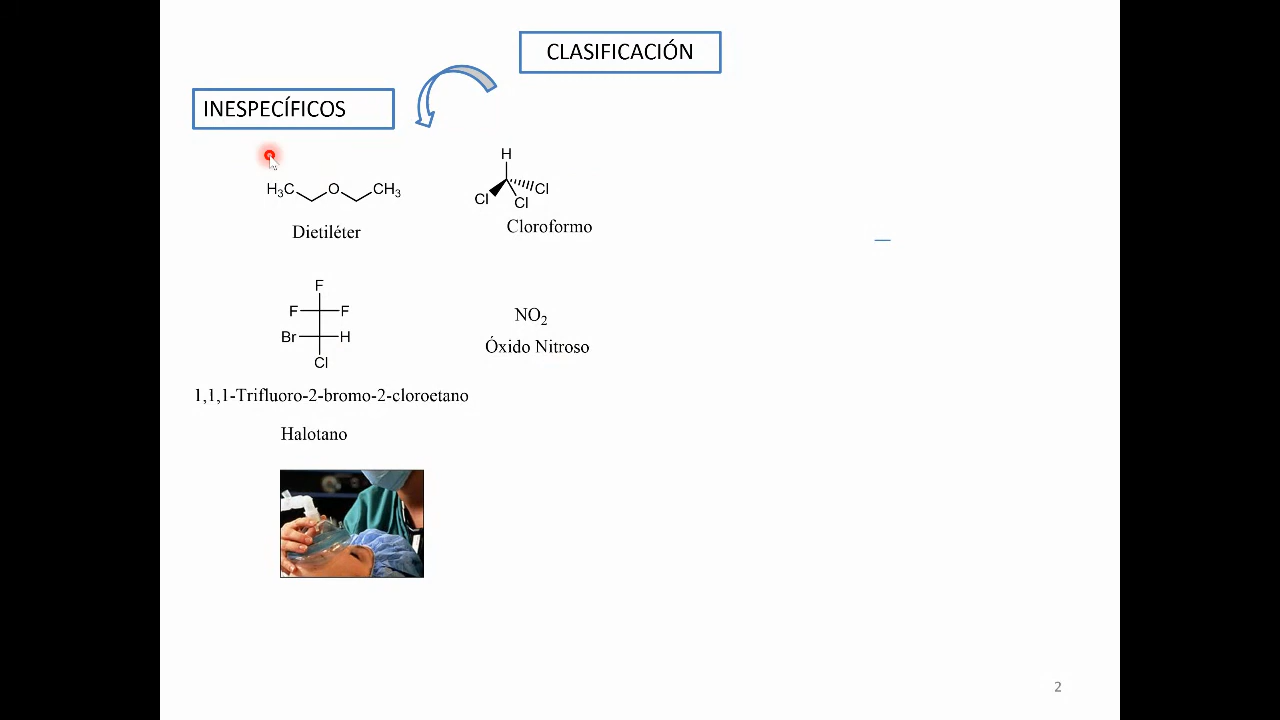 CLASIFICACIÓN
INESPECÍFICOS
H3C O CH3
Dietiléter
H
Cl Cl
Cl
Cloroformo
F
F F
Br H
Cl
NO2
Óxido Nitroso
1,1,1-Trifluoro-2-bromo-2-cloroetano
Halotano
2